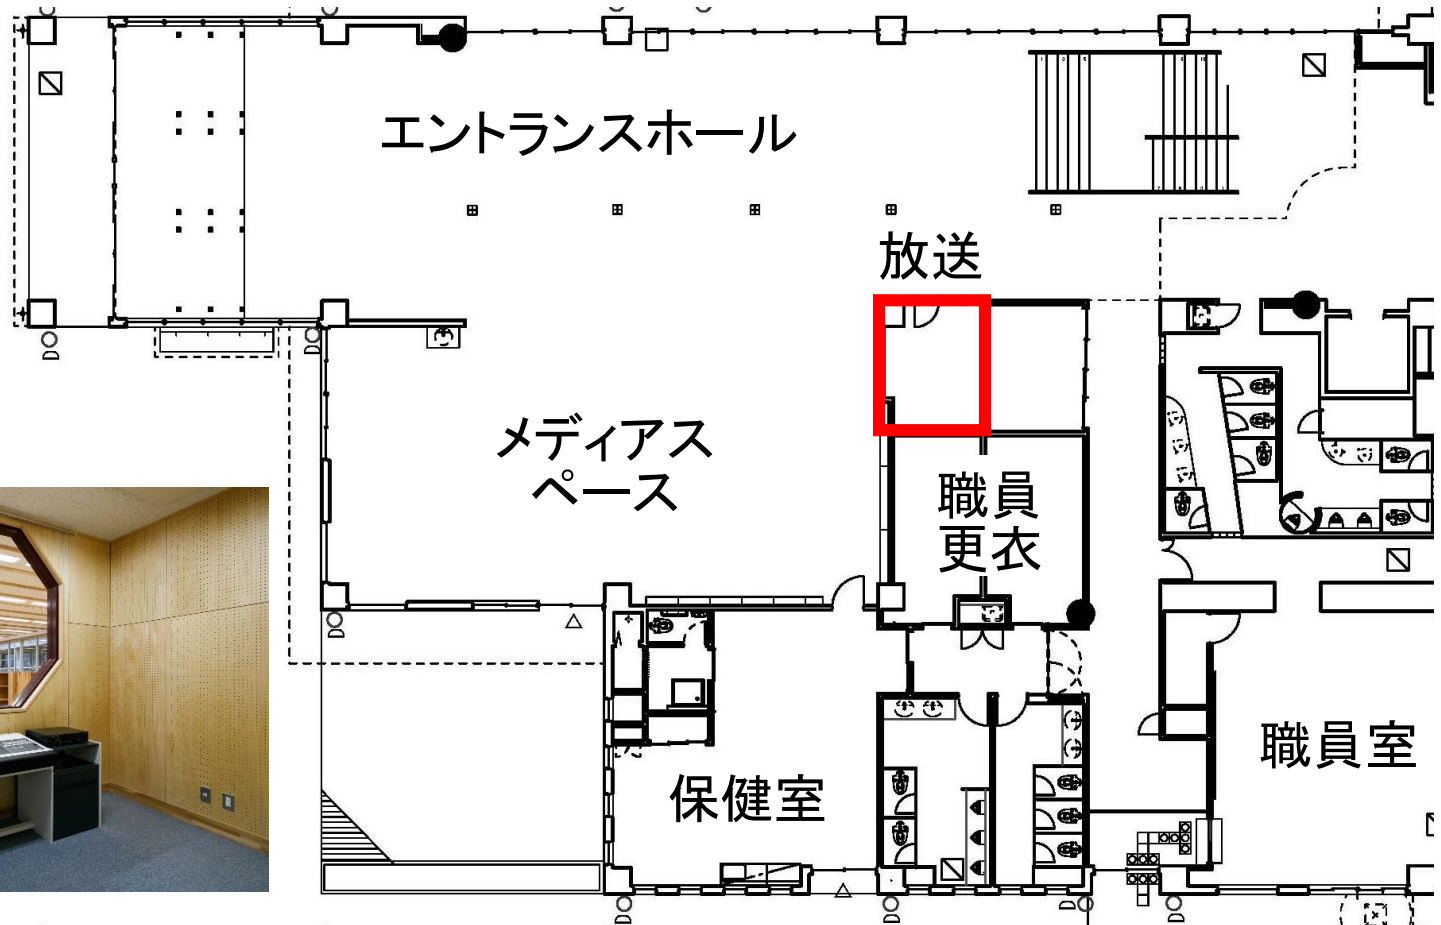 エントランスホール
放送
メディアス
ペース
職員
更衣
職員室
保健室